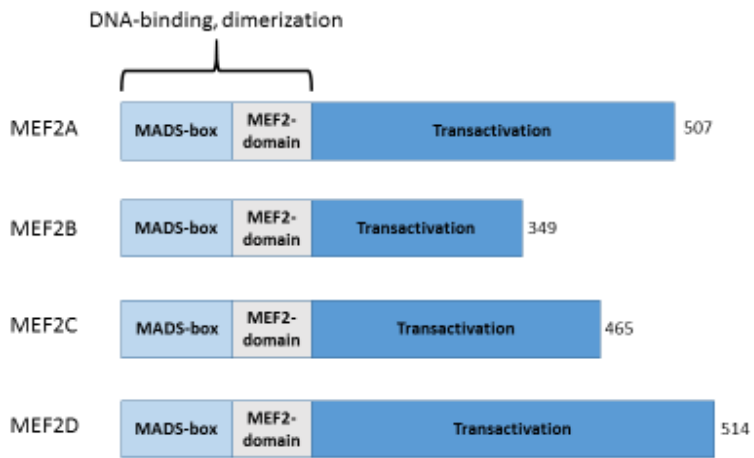 DNA-binding, dimerization
MEF2A
MADS-box
MEF2-
domain
Transactivation
507
MEF2B
MADS-box
MEF2-
domain
Transactivation
349
MEF2C
MADS-box
MEF2-
domain
Transactivation
465
MEF2D
MADS-box
MEF2-
domain
Transactivation
514